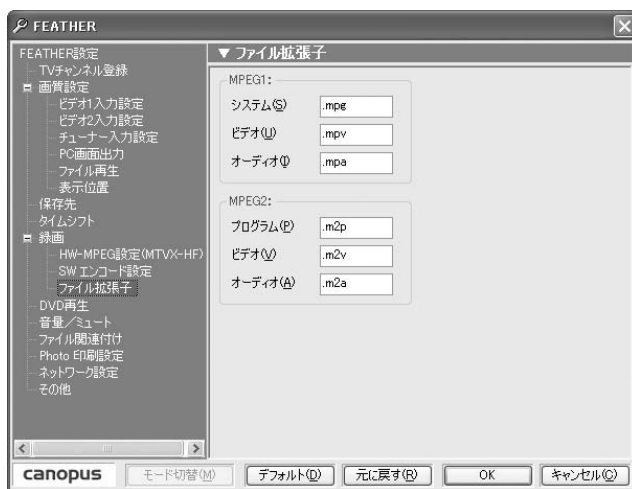 FEATHER
FEATHER設定
TVチャンネル登録
画質設定
ビデオ1入力設定
ビデオ2入力設定
チューナー入力設定
PC画面出力
ファイル再生
表示位置
保存先
タイムシフト
録画
HW-MPEG設定(MTVX-HF)
SWエンコード設定
ファイル拡張子
DVD再生
音量／ミュート
ファイル関連付け
Photo 印刷設定
ネットワーク設定
その他
▼ ファイル拡張子
MPEG1:
システム(S) .mpg
ビデオ(U) .mpv
オーディオ(I) .mpa
MPEG2:
プログラム(P) .m2p
ビデオ(V) .m2v
オーディオ(A) .m2a
canopus モード切替(M) デフォルト(D) 元に戻す(R) OK キャンセル(C)